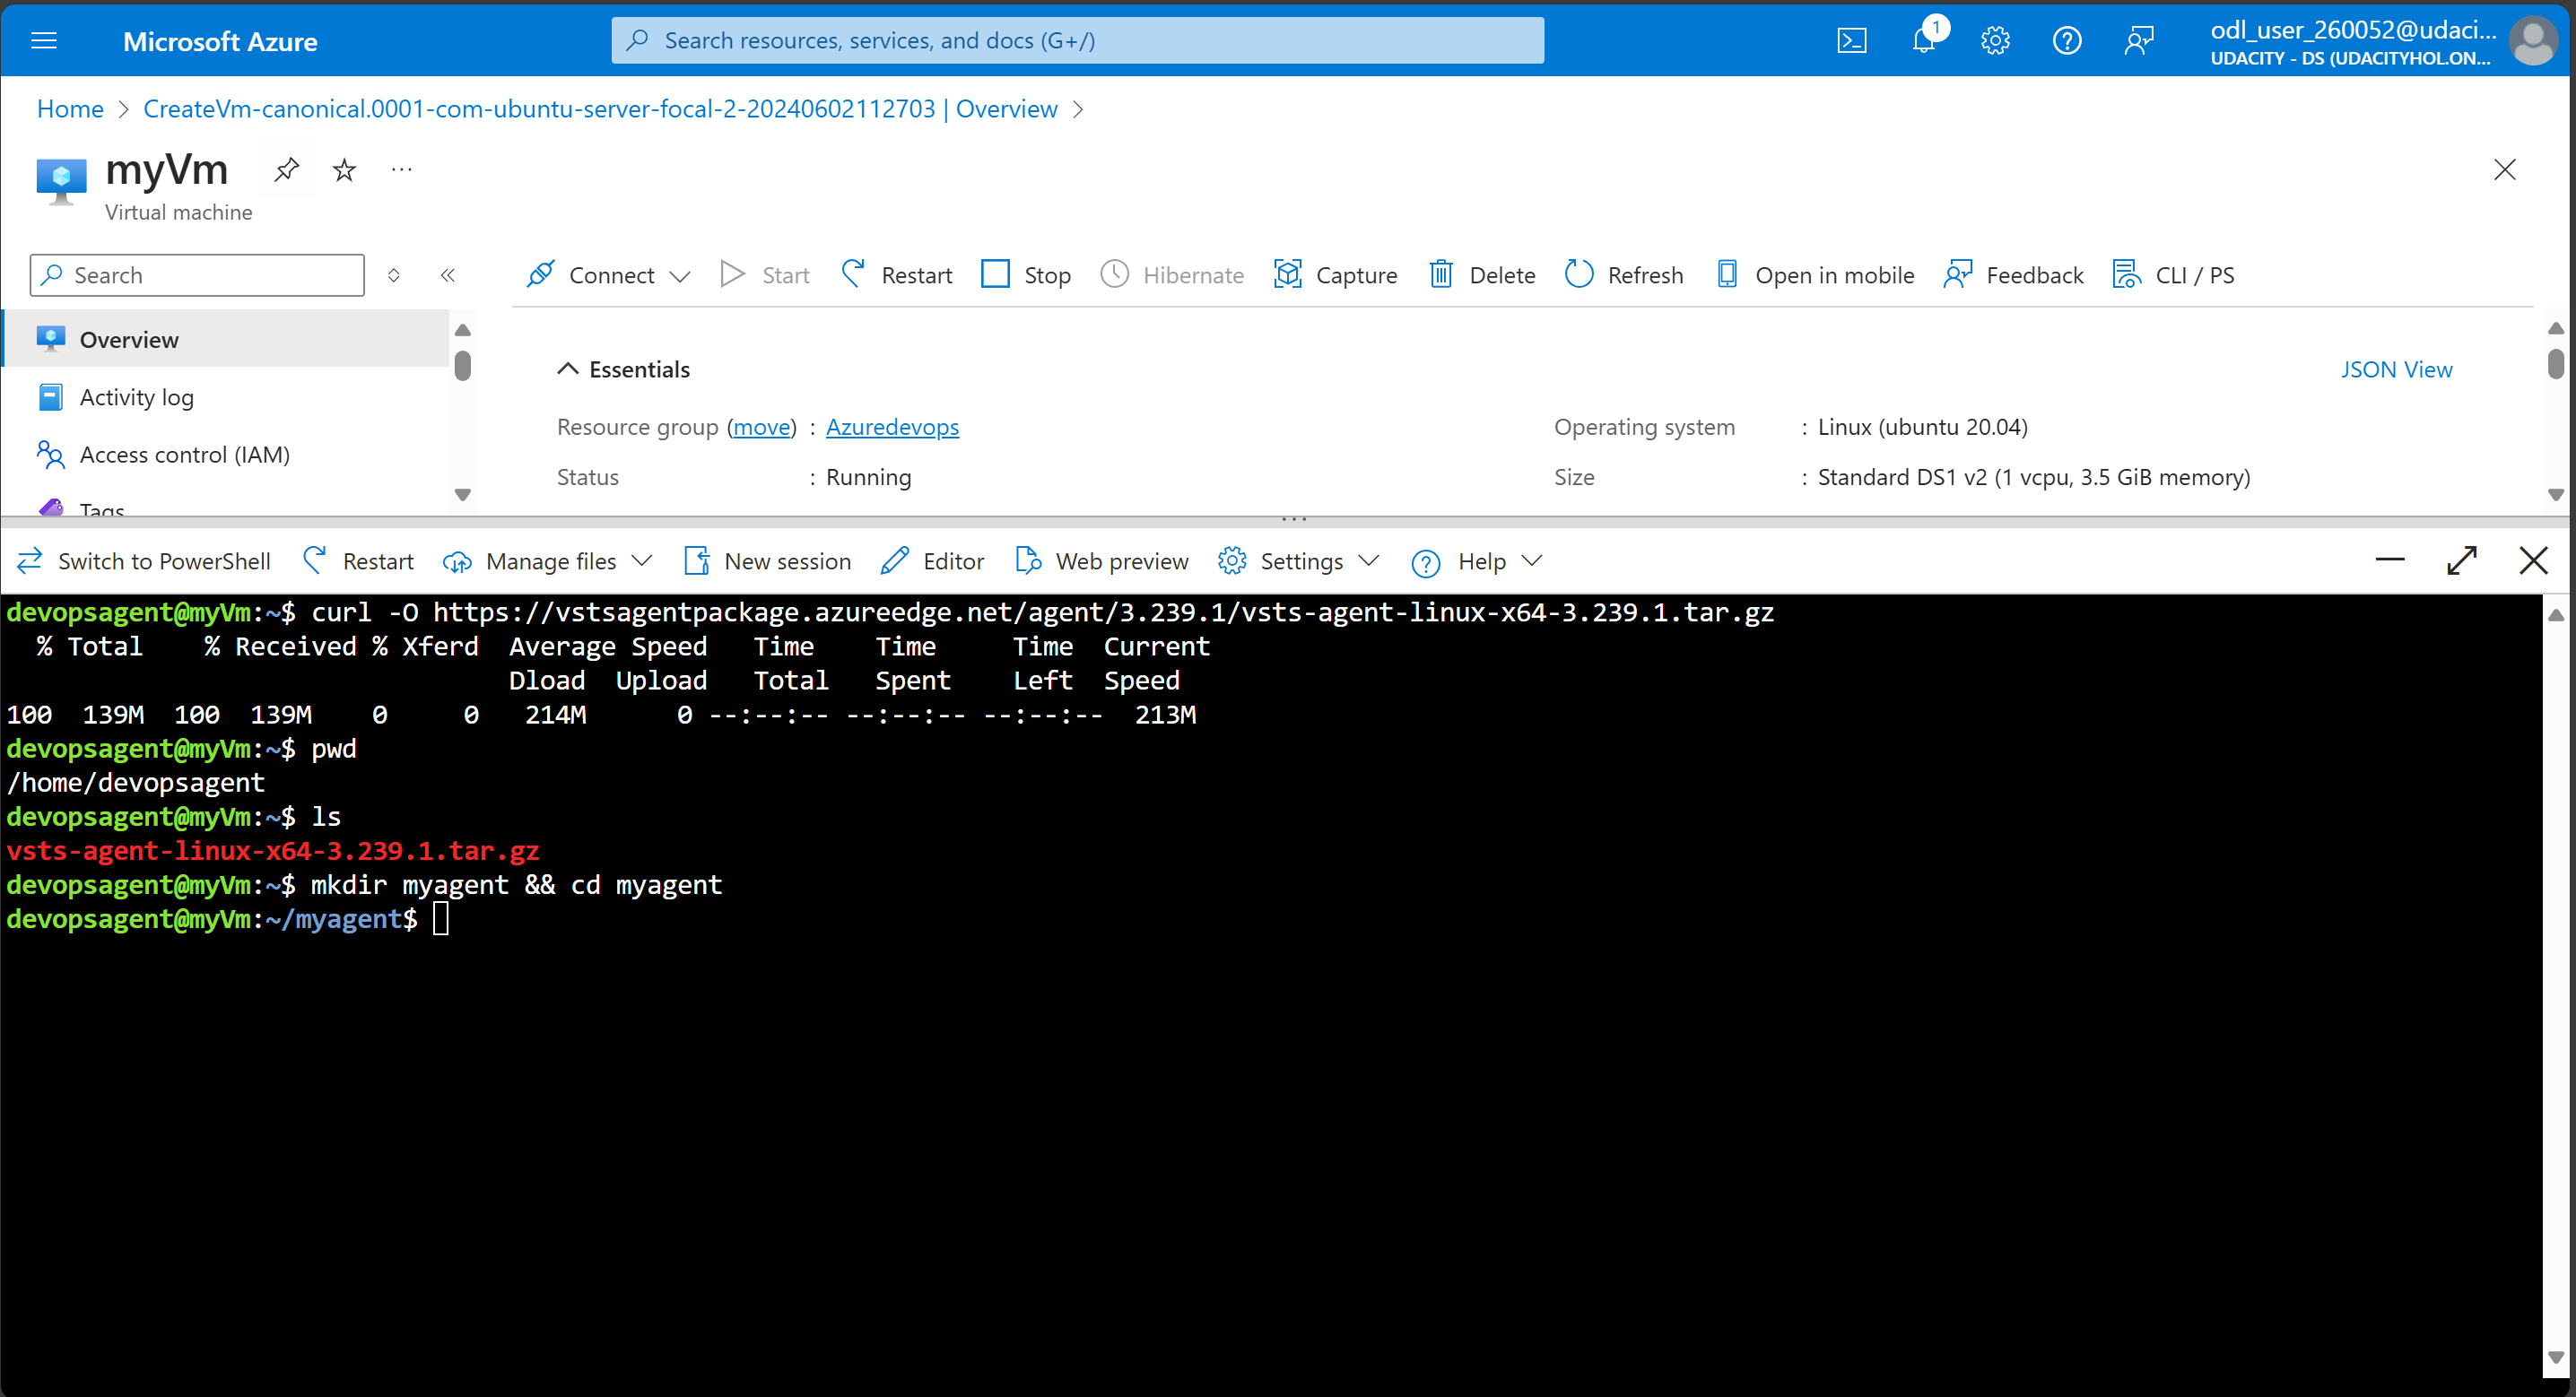 Microsoft Azure
Search resources, services, and docs (G+/)
1
odl_user_260052@udaci...
UDACITY - DS (UDACITYHOL.ON...
Home > CreateVm-canonical.0001-com-ubuntu-server-focal-2-20240602112703 | Overview >
myVm
Virtual machine
Search
Connect Start Restart Stop Hibernate Capture Delete Refresh Open in mobile Feedback CLI / PS
Overview
Activity log
Access control (IAM)
Tags
Essentials
JSON View
Resource group (move) : Azuredevops
Operating system : Linux (ubuntu 20.04)
Status : Running
Size : Standard DS1 v2 (1 vcpu, 3.5 GiB memory)
Switch to PowerShell Restart Manage files New session Editor Web preview Settings Help
devopsagent@myVm:~$ curl -O https://vstsagentpackage.azureedge.net/agent/3.239.1/vsts-agent-linux-x64-3.239.1.tar.gz
  % Total    % Received % Xferd  Average Speed   Time    Time     Time  Current
                                 Dload  Upload   Total   Spent    Left  Speed
100  139M  100  139M    0     0   214M      0 --:--:-- --:--:-- --:--:--  213M
devopsagent@myVm:~$ pwd
/home/devopsagent
devopsagent@myVm:~$ ls
vsts-agent-linux-x64-3.239.1.tar.gz
devopsagent@myVm:~$ mkdir myagent && cd myagent
devopsagent@myVm:~/myagent$